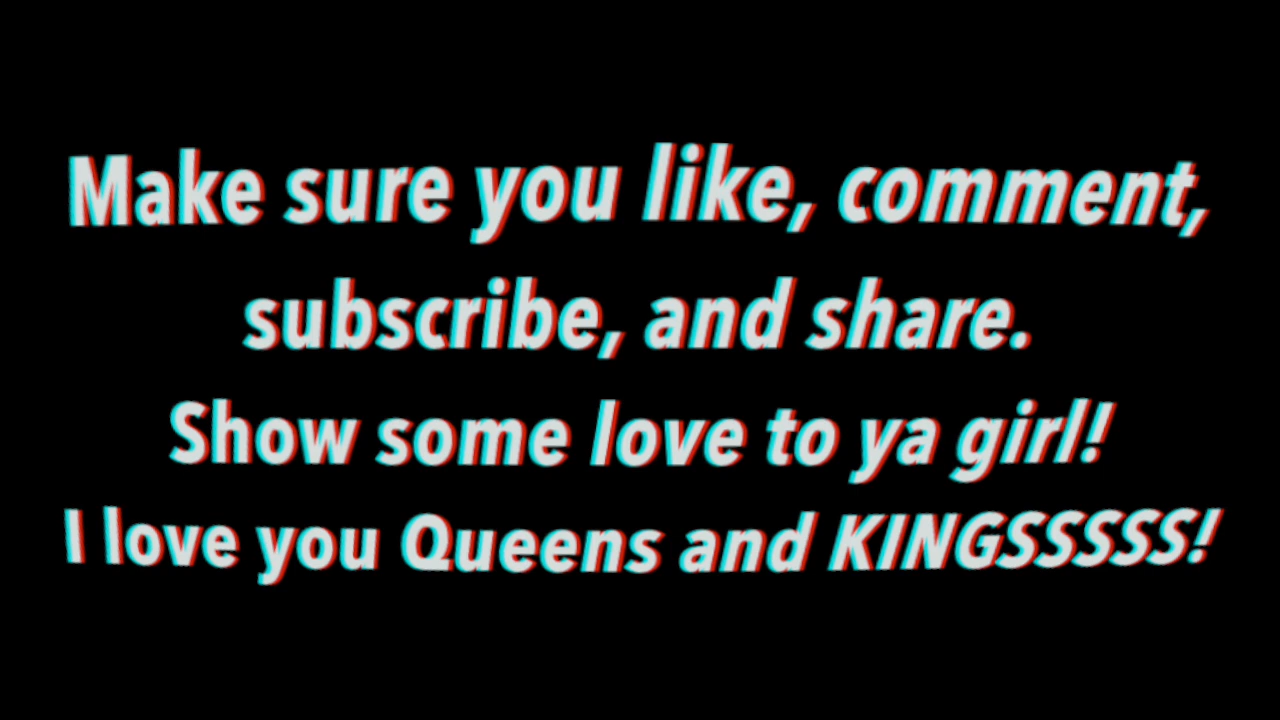 Make sure you like, comment,
subscribe, and share.
Show some love to ya girl!
I love you Queens and KINGSSSSS!